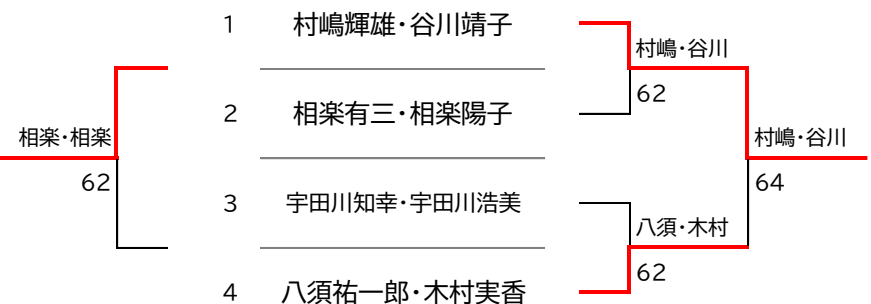 1 村嶋輝雄・谷川靖子
村嶋・谷川
62
2 相楽有三・相楽陽子
相楽・相楽
62
村嶋・谷川
64
3 宇田川知幸・宇田川浩美
八須・木村
62
4 八須祐一郎・木村実香